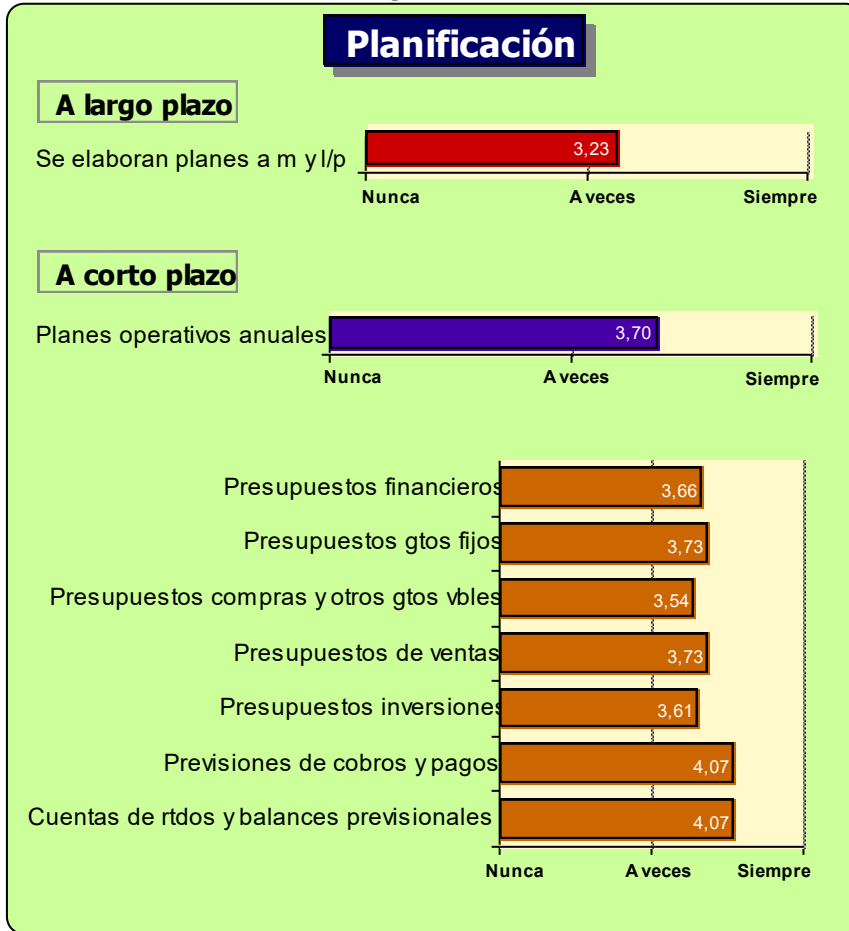 Planificación
A largo plazo
Se elaboran planes a m y l/p
3,23
Nunca A veces Siempre
A corto plazo
Planes operativos anuales
3,70
Nunca A veces Siempre
Presupuestos financieros 3,66
Presupuestos gtos fijos 3,73
Presupuestos compras y otros gtos vbles 3,54
Presupuestos de ventas 3,73
Presupuestos inversiones 3,61
Previsiones de cobros y pagos 4,07
Cuentas de rtdos y balances previsionales 4,07
Nunca A veces Siempre